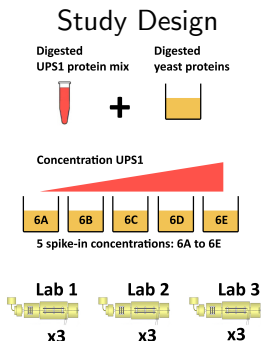 Study Design
Digested
UPS1 protein mix
Digested
yeast proteins
+
Concentration UPS1
6A 6B 6C 6D 6E
5 spike-in concentrations: 6A to 6E
Lab 1 Lab 2 Lab 3
x3 x3 x3